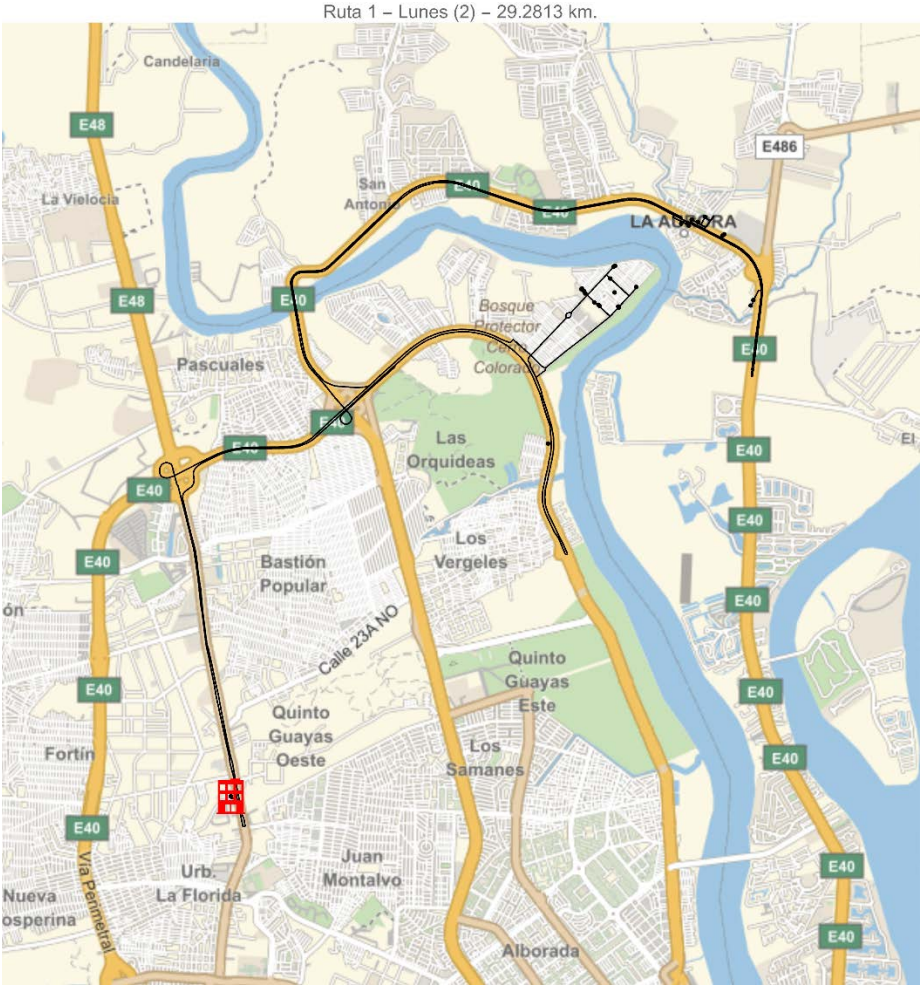 Ruta 1 – Lunes (2) – 29.2813 km.
Candelaria
E48
E486
San
Antonio
E40
La Vielocia
E40
LA AURORA
E48
E40
Bosque
Protector
Cerro
Colorado
E40
Pascuales
E40
Las
Orquideas
E40
El
E40
E40
E40
Los
Vergeles
Bastión
Popular
E40
E40
ón
Calle 23A NO
Quinto
Guayas
Este
E40
E40
Quinto
Guayas
Oeste
Los
Samanes
Fortín
E40
E40
Juan
Montalvo
Urb.
La Florida
E40
Vía Perimetral
Nueva
osperina
Alborada
E40